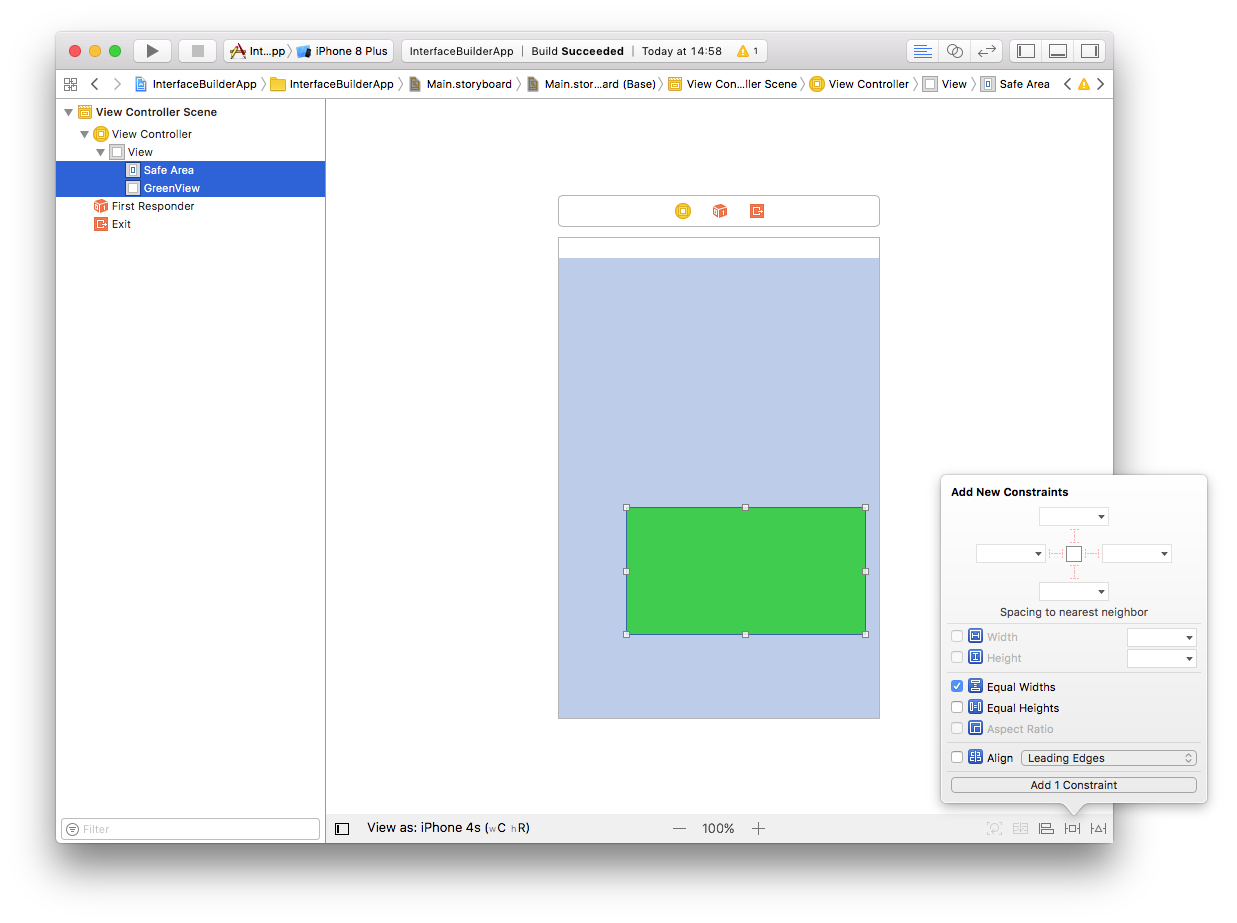 Int...pp 〉 iPhone 8 Plus
InterfaceBuilderApp | Build Succeeded | Today at 14:58
1
InterfaceBuilderApp 〉 InterfaceBuilderApp 〉 Main.storyboard 〉 Main.stor...ard (Base) 〉 View Con...ller Scene 〉 View Controller 〉 View 〉 Safe Area
View Controller Scene
View Controller
View
Safe Area
GreenView
First Responder
Exit
Filter
View as: iPhone 4s (wC hR)
— 100% +
Add New Constraints
Spacing to nearest neighbor
Width
Height
Equal Widths
Equal Heights
Aspect Ratio
Align Leading Edges
Add 1 Constraint